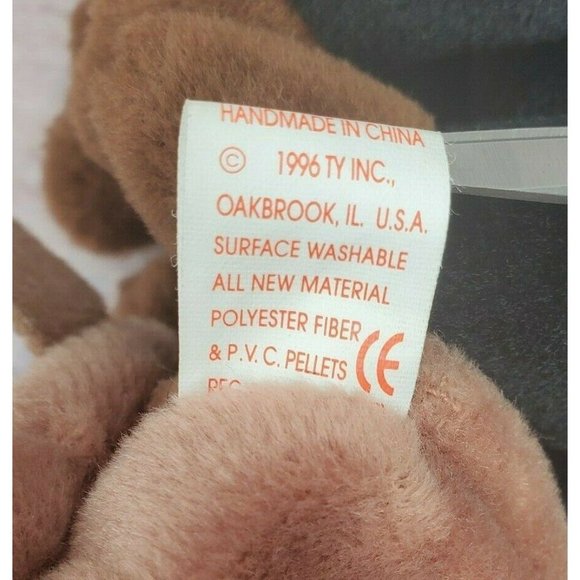 HANDMADE IN CHINA
© 1996 TY INC.,
OAKBROOK, IL. U.S.A.
SURFACE WASHABLE
ALL NEW MATERIAL
POLYESTER FIBER
& P.V.C. PELLETS CE